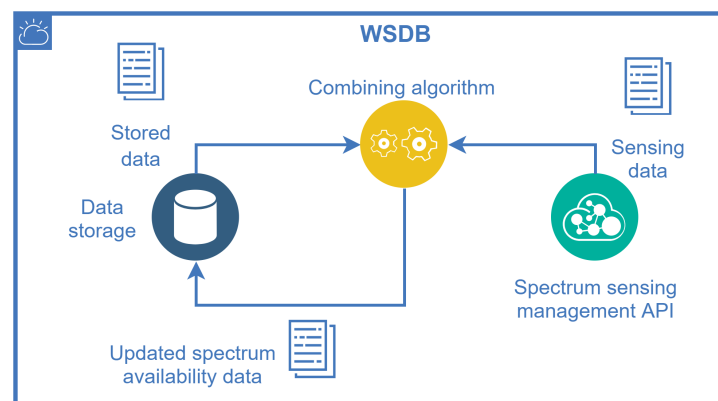 WSDB
Combining algorithm
Stored
data
Sensing
data
Data
storage
Spectrum sensing
management API
Updated spectrum
availability data